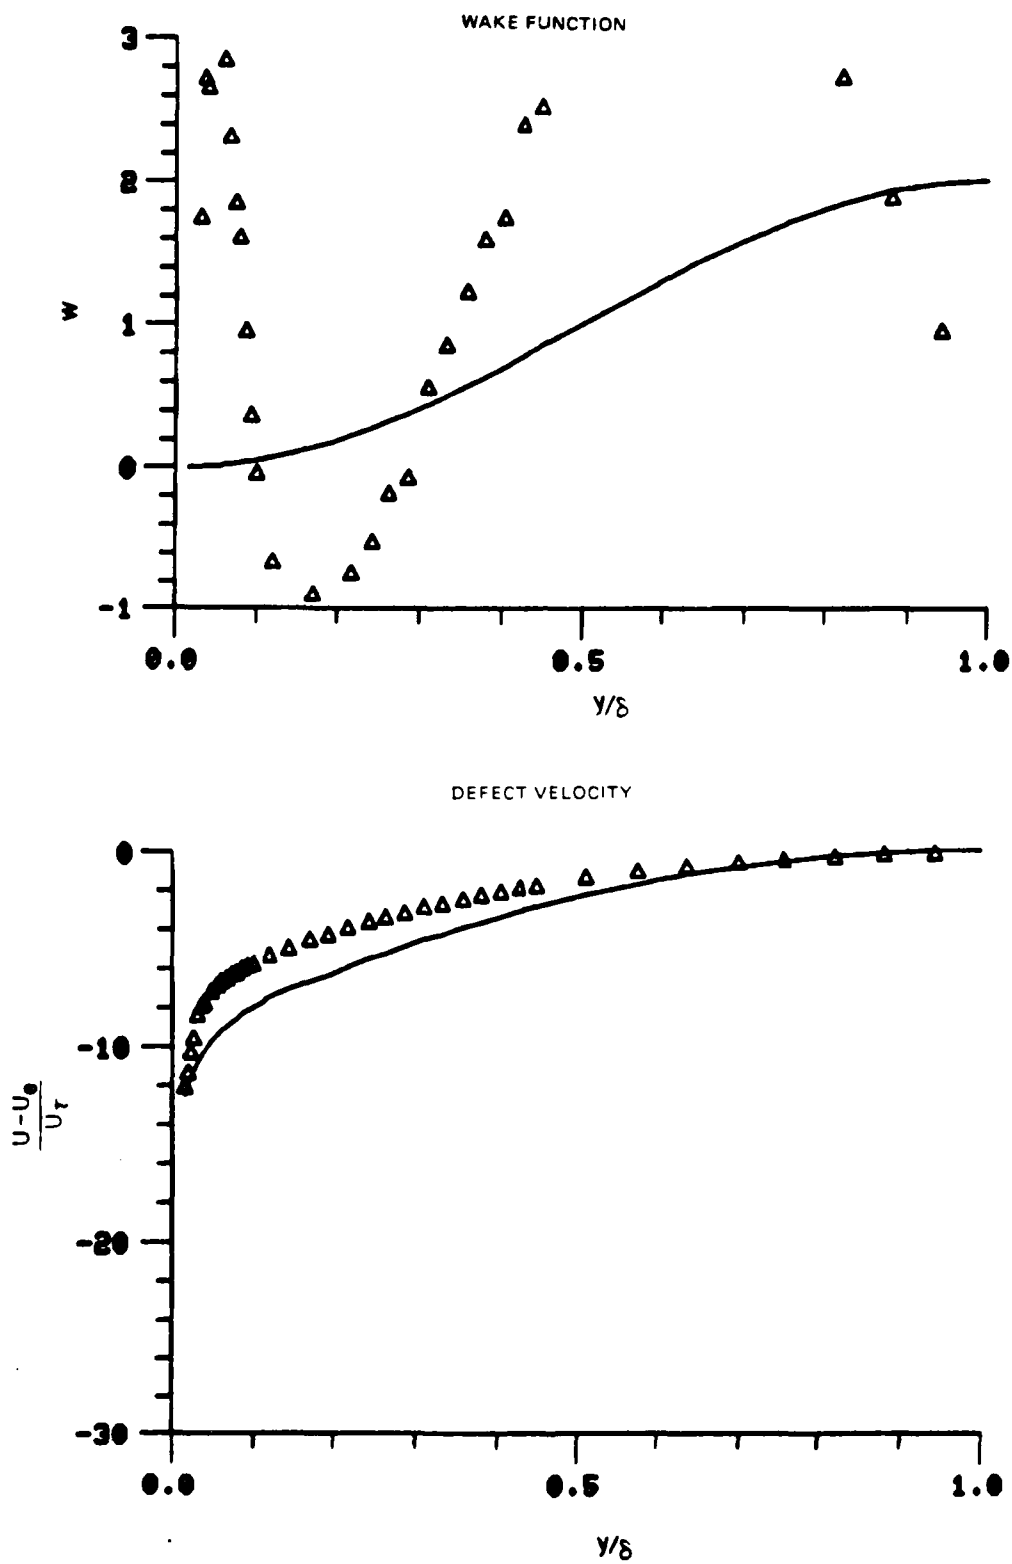 WAKE FUNCTION
3
2
1
0
-1
W
0.0 0.5 1.0
y/δ
DEFECT VELOCITY
0
-10
-20
-30
U-Ue
Uτ
0.0 0.5 1.0
y/δ